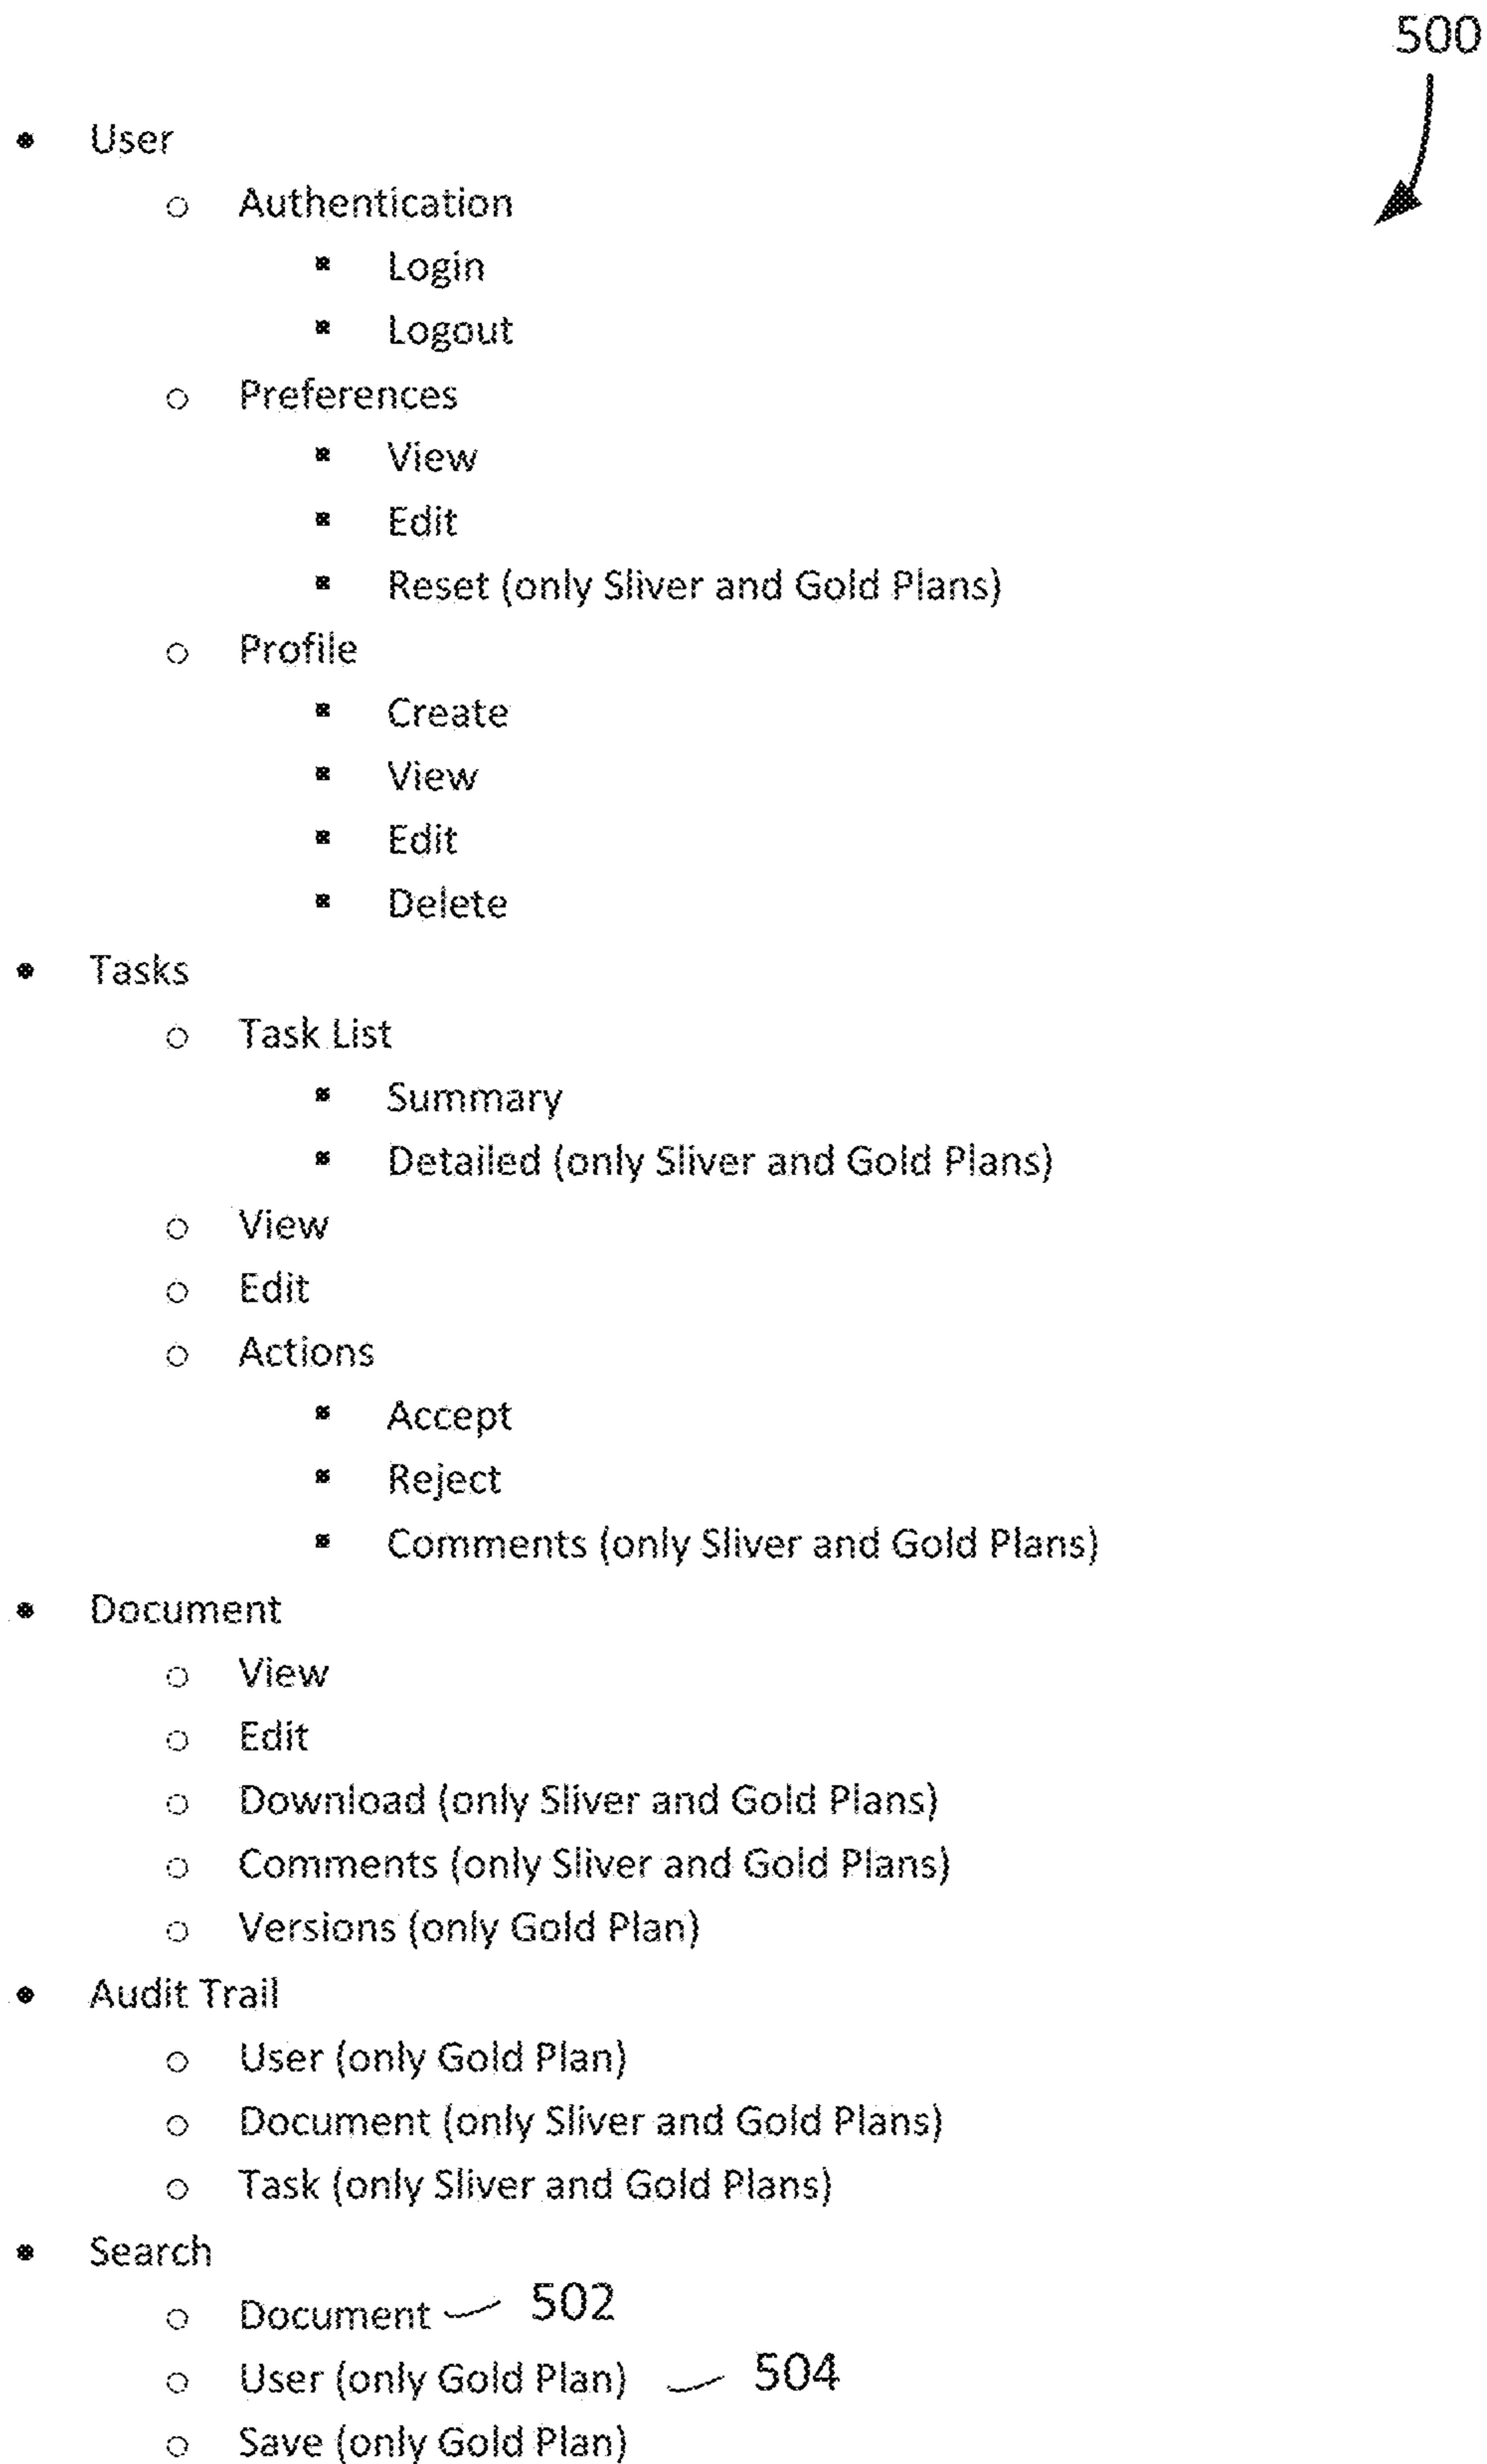 500
• User
○ Authentication
▪ Login
▪ Logout
○ Preferences
▪ View
▪ Edit
▪ Reset (only Sliver and Gold Plans)
○ Profile
▪ Create
▪ View
▪ Edit
▪ Delete
• Tasks
○ Task List
▪ Summary
▪ Detailed (only Sliver and Gold Plans)
○ View
○ Edit
○ Actions
▪ Accept
▪ Reject
▪ Comments (only Sliver and Gold Plans)
• Document
○ View
○ Edit
○ Download (only Sliver and Gold Plans)
○ Comments (only Sliver and Gold Plans)
○ Versions (only Gold Plan)
• Audit Trail
○ User (only Gold Plan)
○ Document (only Sliver and Gold Plans)
○ Task (only Sliver and Gold Plans)
• Search
○ Document 502
○ User (only Gold Plan) 504
○ Save (only Gold Plan)